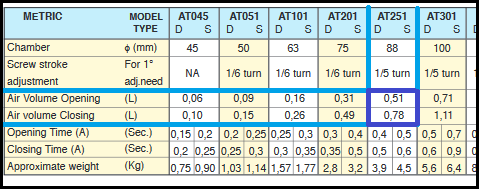 METRIC MODEL TYPE AT045 AT051 AT101 AT201 AT251 AT301
D S D S D S D S D S D S
Chamber φ (mm) 45 50 63 75 88 100
Screw stroke adjustment For 1° adj.need NA 1/6 turn 1/6 turn 1/6 turn 1/5 turn 1/5 turn
Air Volume Opening (L) 0,06 0,09 0,16 0,31 0,51 0,71
Air volume Closing (L) 0,10 0,15 0,26 0,49 0,78 1,11
Opening Time (A) (Sec.) 0,15 0,2 0,2 0,25 0,25 0,3 0,3 0,4 0,4 0,5 0,5 0,7
Closing Time (A) (Sec.) 0,2 0,25 0,25 0,3 0,3 0,35 0,35 0,5 0,5 0,6 0,6 0,9
Approximate weight (Kg) 0,75 0,90 1,03 1,14 1,57 1,77 2,8 3,2 3,9 4,5 5,6 6,4